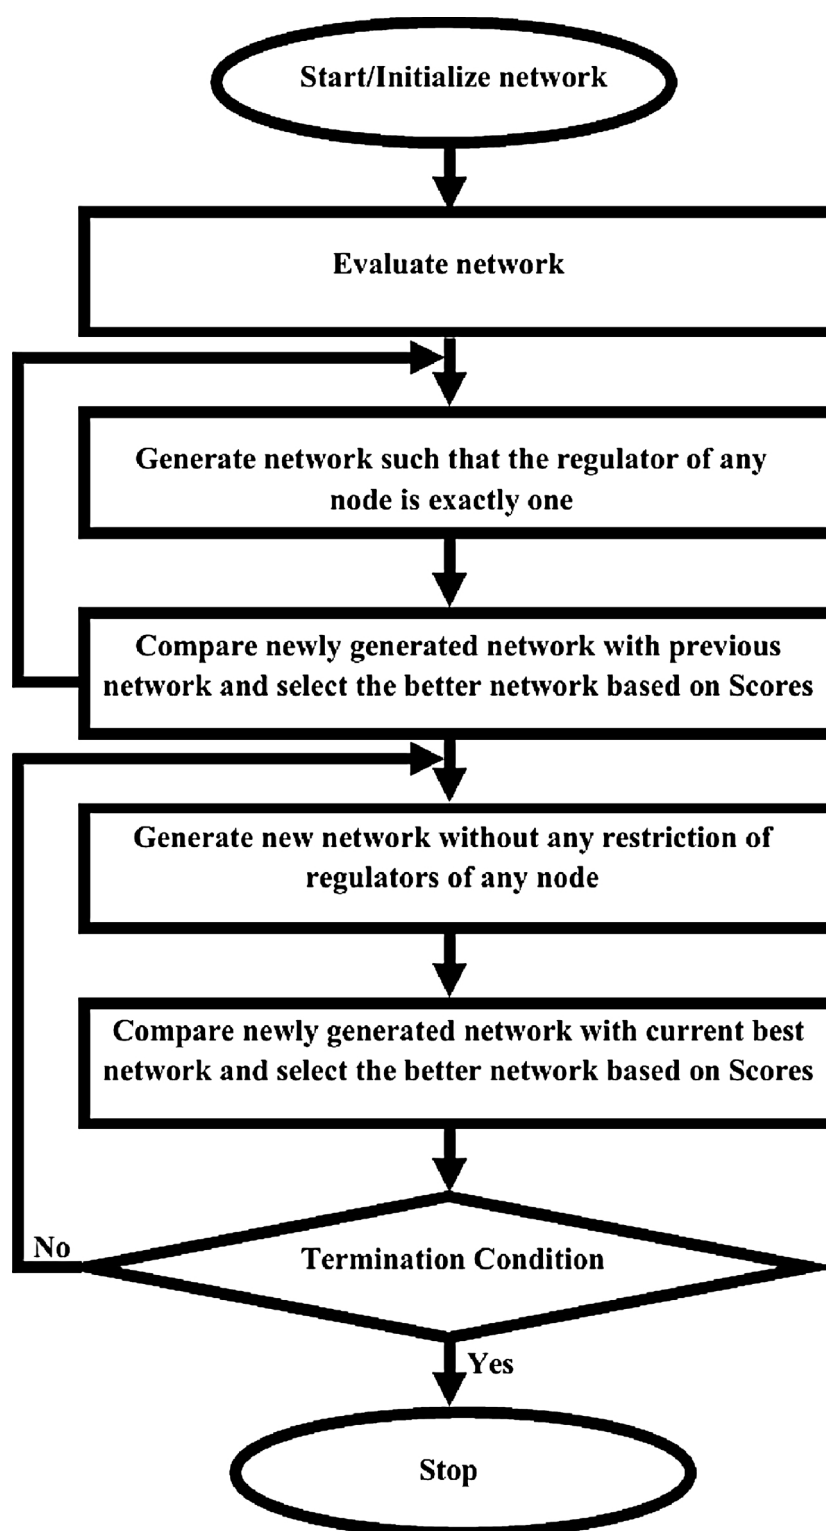 Start/Initialize network
Evaluate network
Generate network such that the regulator of any
node is exactly one
Compare newly generated network with previous
network and select the better network based on Scores
Generate new network without any restriction of
regulators of any node
Compare newly generated network with current best
network and select the better network based on Scores
No
Termination Condition
Yes
Stop